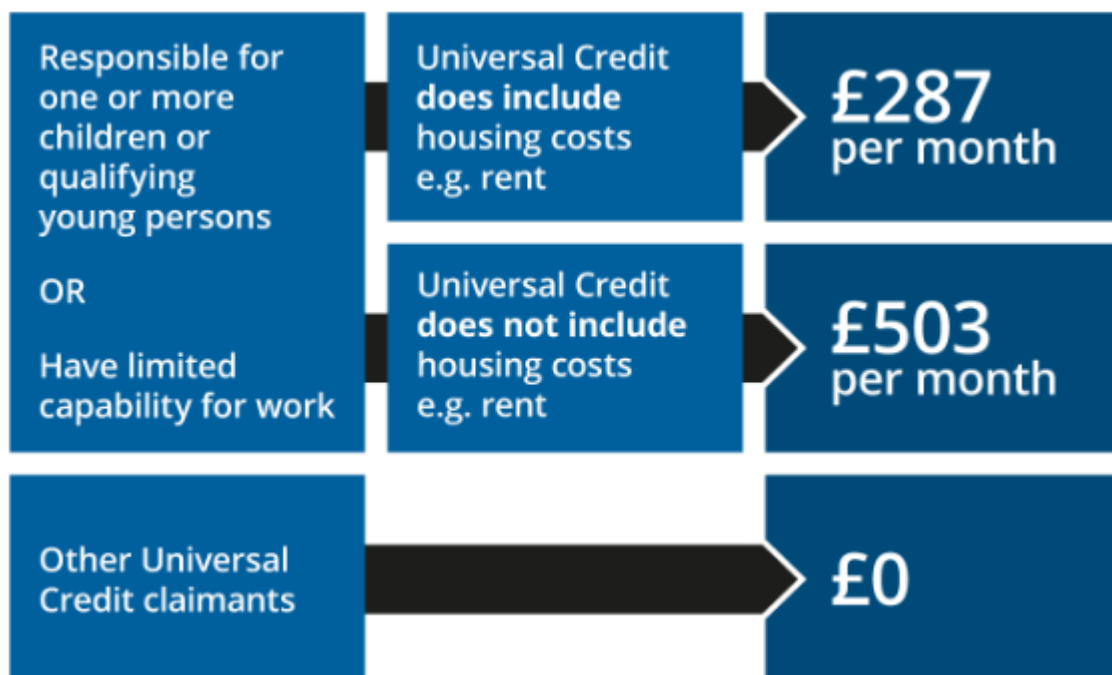 Responsible for
one or more
children or
qualifying
young persons
OR
Have limited
capability for work
Universal Credit
does include
housing costs
e.g. rent
£287
per month
Universal Credit
does not include
housing costs
e.g. rent
£503
per month
Other Universal
Credit claimants
£0